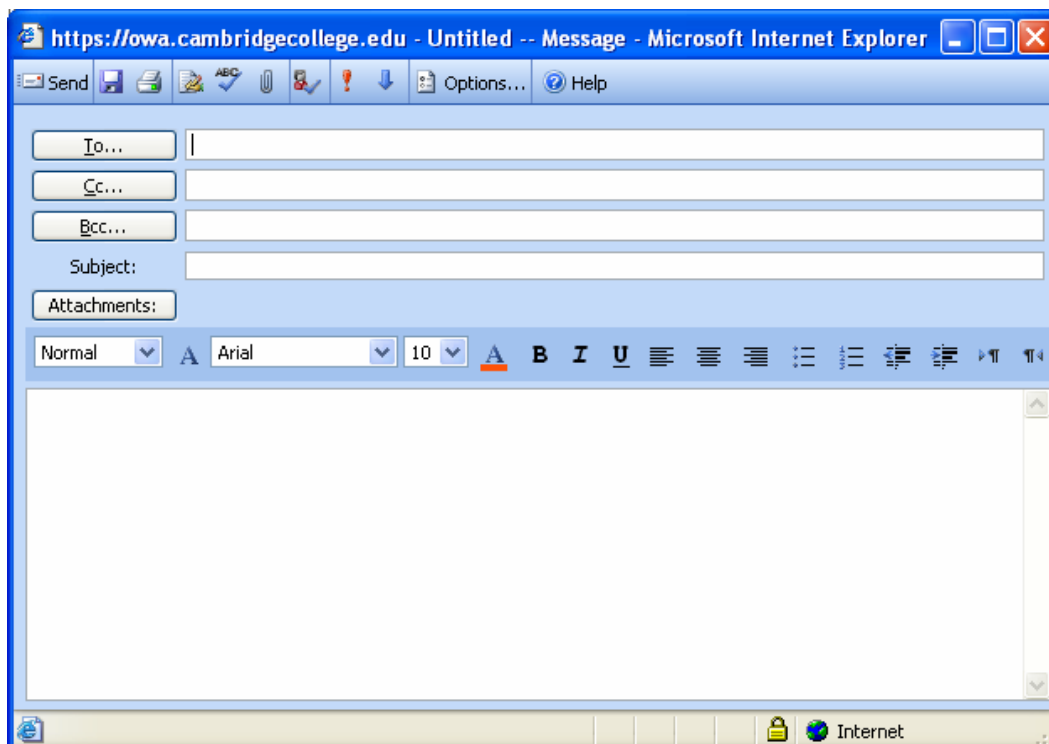 https://owa.cambridgecollege.edu - Untitled -- Message - Microsoft Internet Explorer
Send ABC Options... Help
To...
Cc...
Bcc...
Subject:
Attachments:
Normal A Arial 10 A B I U
Internet